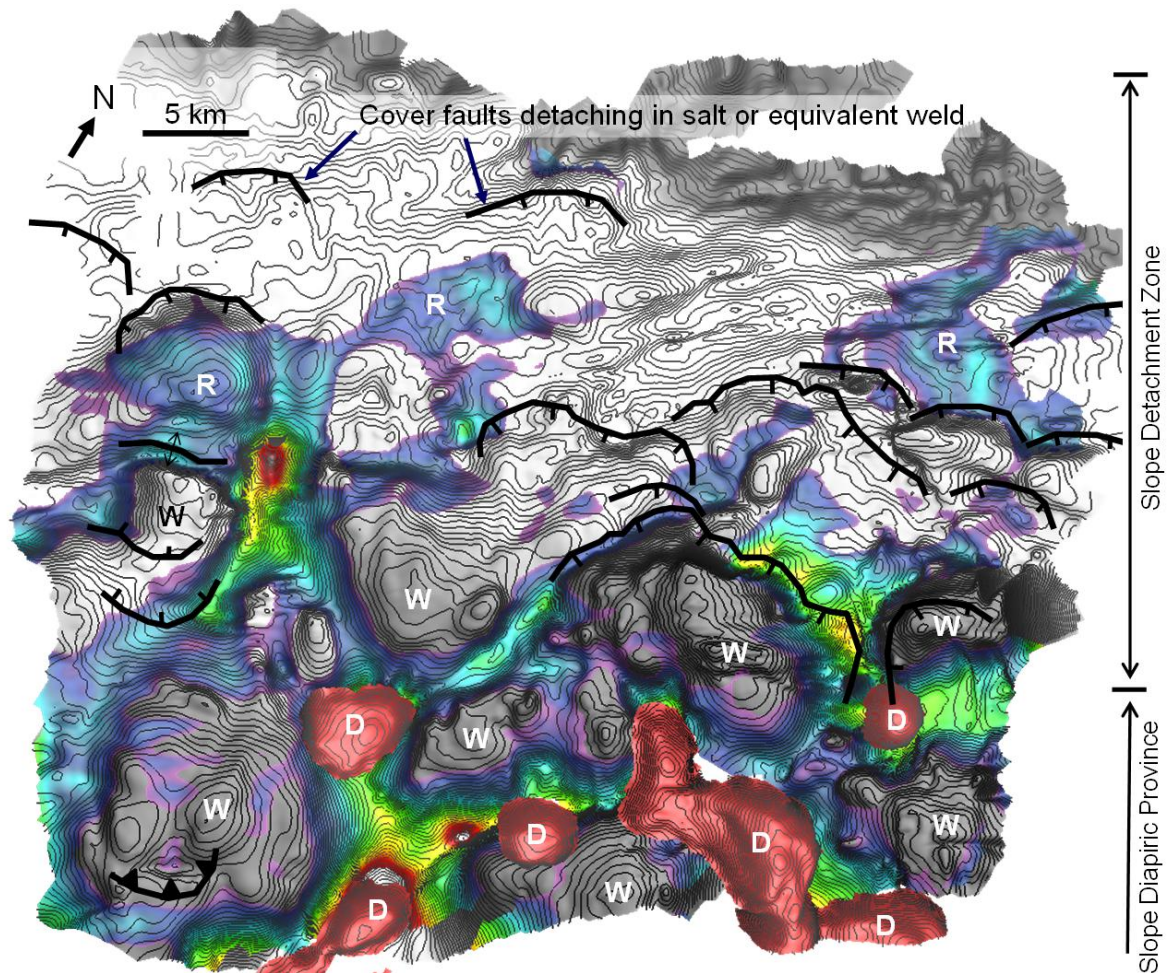 N
5 km
Cover faults detaching in salt or equivalent weld
R
R
R
W
W
W
W
W
D
D
W
W
D
D
W
W
D
D
Slope Detachment Zone
Slope Diapiric Province